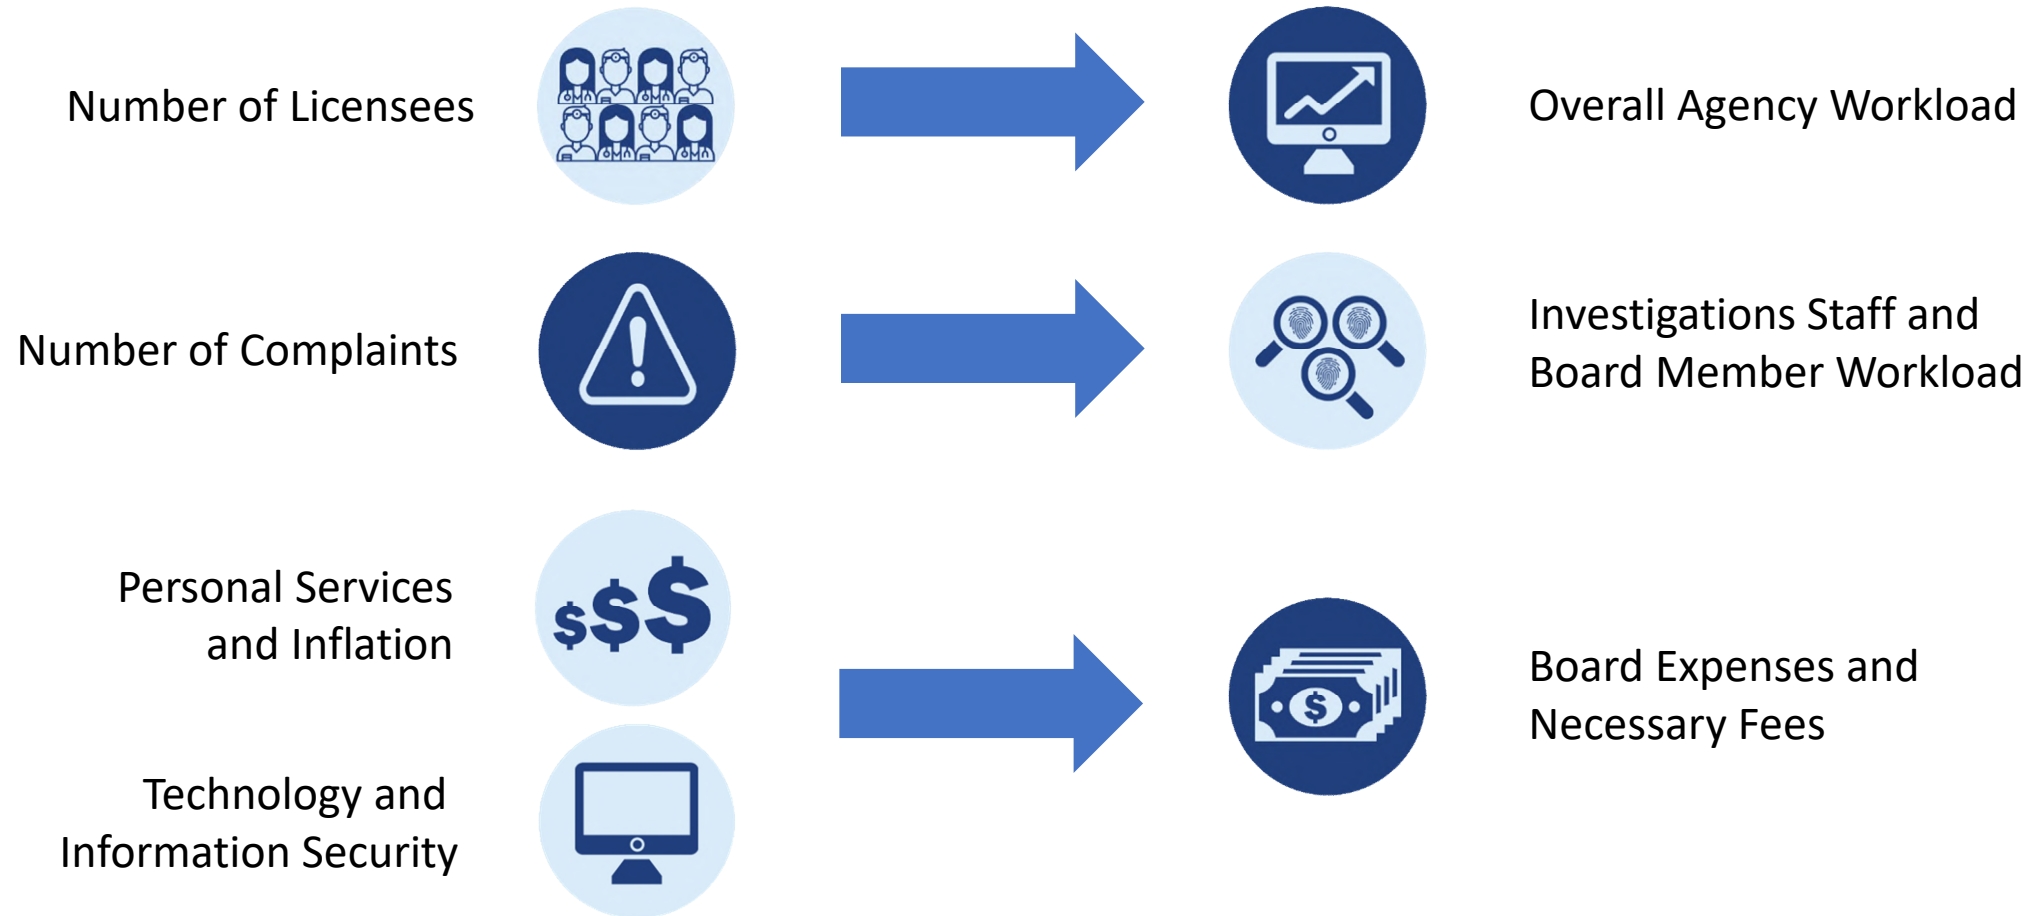 Number of Licensees
Overall Agency Workload
Number of Complaints
Investigations Staff and
Board Member Workload
Personal Services
and Inflation
$$$
Technology and
Information Security
$
Board Expenses and
Necessary Fees